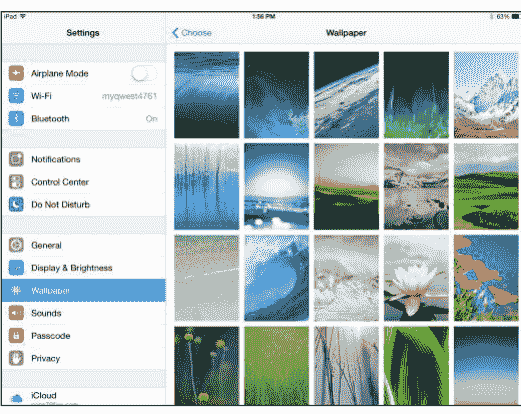 iPad 1:56 PM 63%
Settings
Choose Wallpaper
Airplane Mode
Wi-Fi myqwest4761
Bluetooth On
Notifications
Control Center
Do Not Disturb
General
Display & Brightness
Wallpaper
Sounds
Passcode
Privacy
iCloud